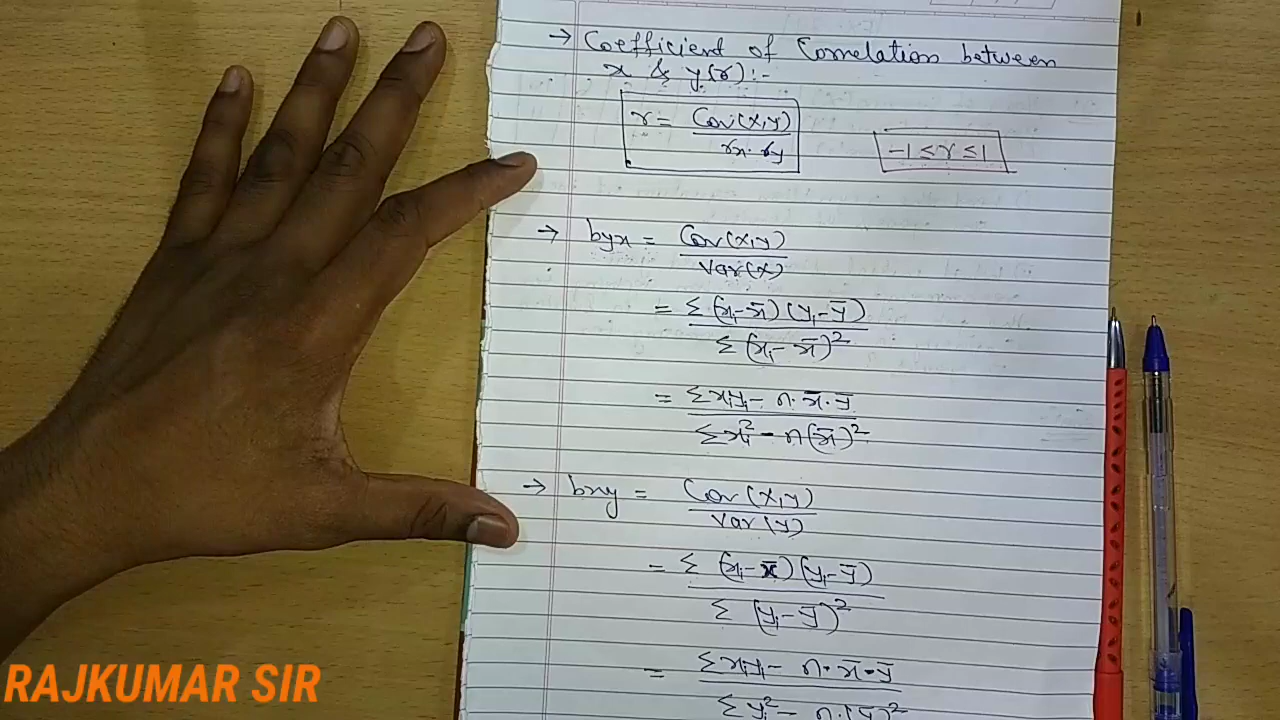 → Coefficient of Correlation between
x & y(r):-
r = Cov(x,y) / σx·σy
-1 ≤ r ≤ 1
→ byx = Cov(x,y) / Var(x)
= Σ(xi-x̄)(yi-ȳ) / Σ(xi-x̄)²
= Σxiyi - n·x̄·ȳ / Σxi² - n(x̄)²
→ bxy = Cov(x,y) / Var(y)
= Σ(xi-x̄)(yi-ȳ) / Σ(yi-ȳ)²
= Σxiyi - n·x̄·ȳ / Σyi² - n·(ȳ)²
RAJKUMAR SIR